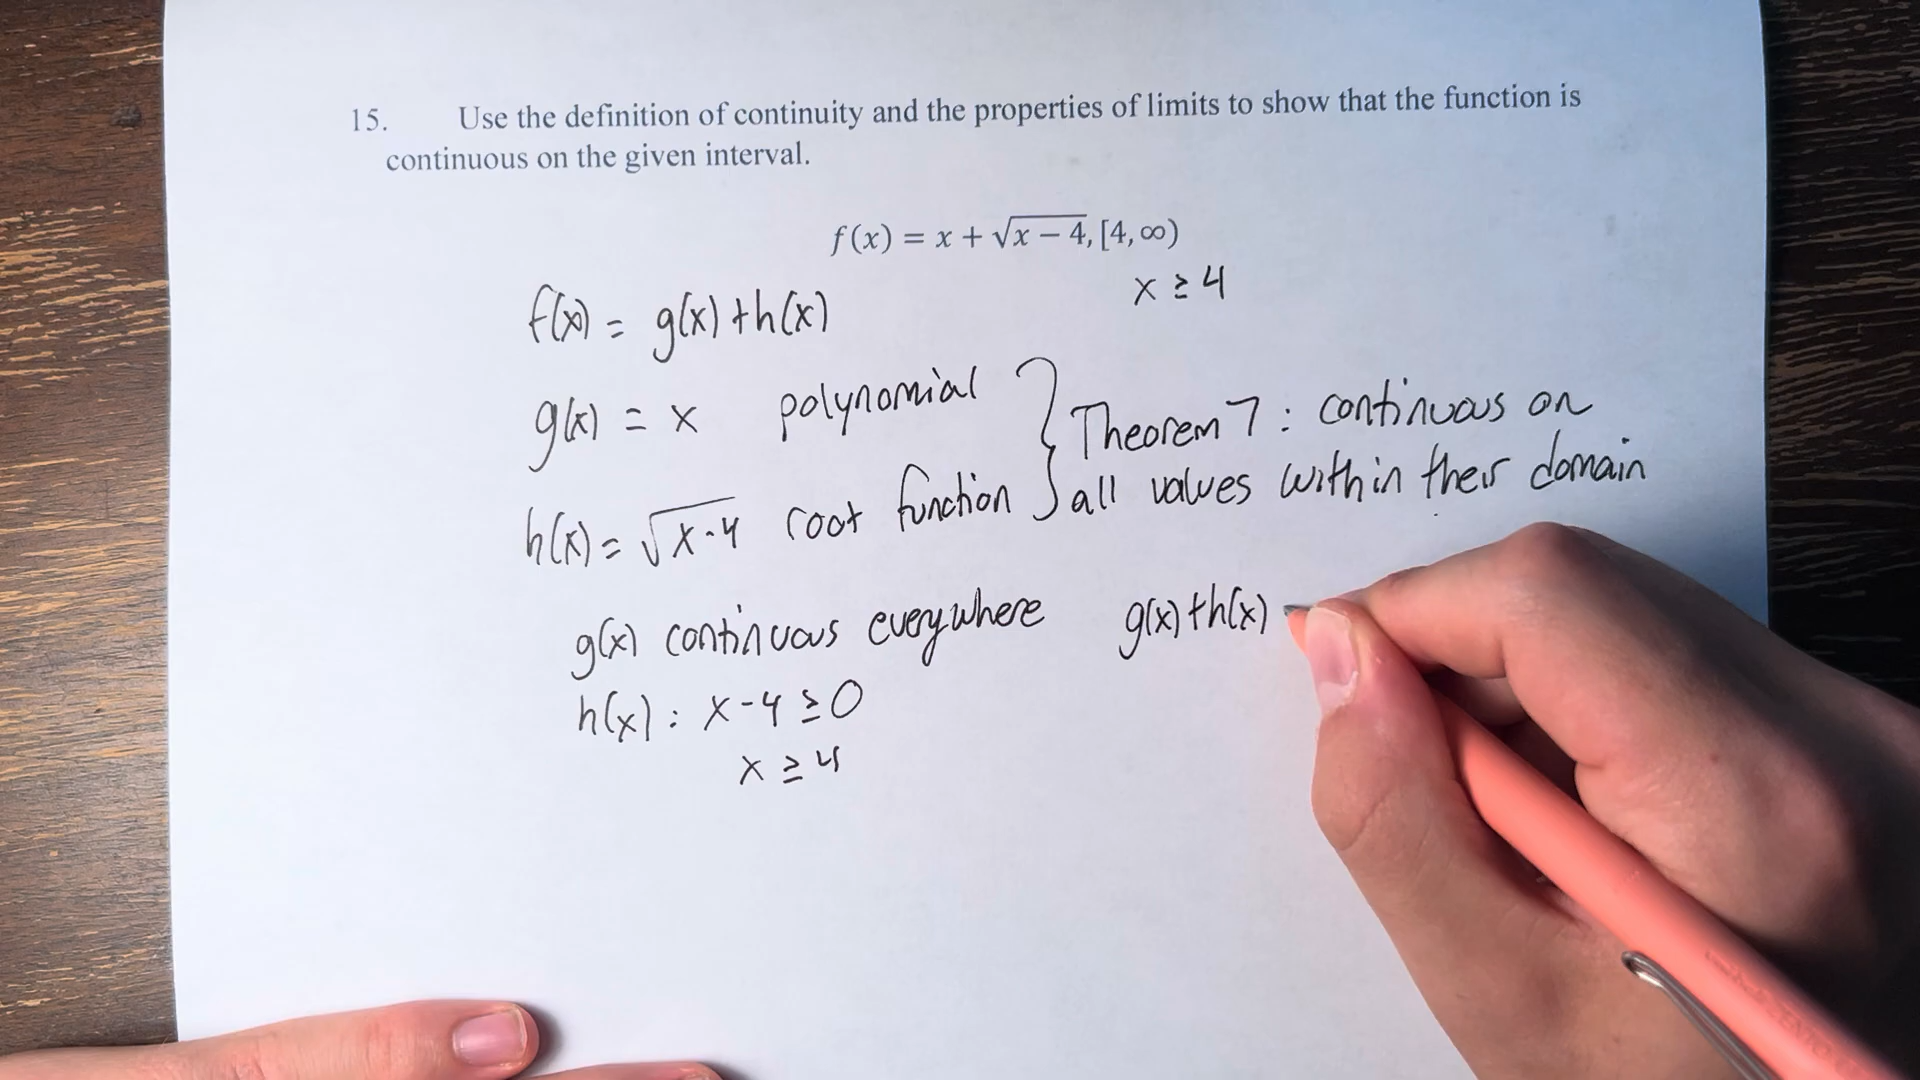 15. Use the definition of continuity and the properties of limits to show that the function is
continuous on the given interval.
f(x) = x + √x − 4, [4, ∞)
x ≥ 4
f(x) = g(x) + h(x)
g(x) = x polynomial
h(x) = √x-4 root function
} Theorem 7 : continuous on
all values within their domain
g(x) continuous everywhere
h(x) : x - 4 ≥ 0
x ≥ 4
g(x) + h(x)